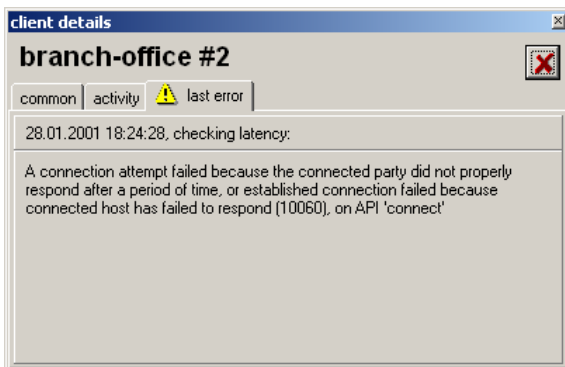 client details
branch-office #2
common activity last error
28.01.2001 18:24:28, checking latency:
A connection attempt failed because the connected party did not properly
respond after a period of time, or established connection failed because
connected host has failed to respond (10060), on API 'connect'